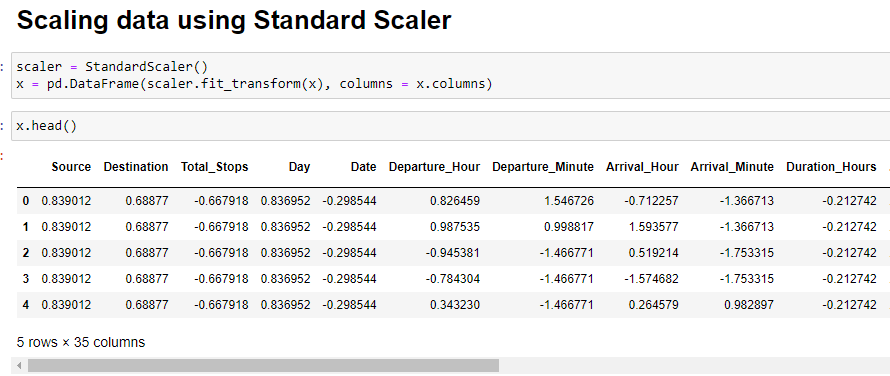 Scaling data using Standard Scaler
: scaler = StandardScaler()
x = pd.DataFrame(scaler.fit_transform(x), columns = x.columns)
: x.head()
:
Source Destination Total_Stops Day Date Departure_Hour Departure_Minute Arrival_Hour Arrival_Minute Duration_Hours
0 0.839012 0.68877 -0.667918 0.836952 -0.298544 0.826459 1.546726 -0.712257 -1.366713 -0.212742
1 0.839012 0.68877 -0.667918 0.836952 -0.298544 0.987535 0.998817 1.593577 -1.366713 -0.212742
2 0.839012 0.68877 -0.667918 0.836952 -0.298544 -0.945381 -1.466771 0.519214 -1.753315 -0.212742
3 0.839012 0.68877 -0.667918 0.836952 -0.298544 -0.784304 -1.466771 -1.574682 -1.753315 -0.212742
4 0.839012 0.68877 -0.667918 0.836952 -0.298544 0.343230 -1.466771 0.264579 0.982897 -0.212742
5 rows × 35 columns